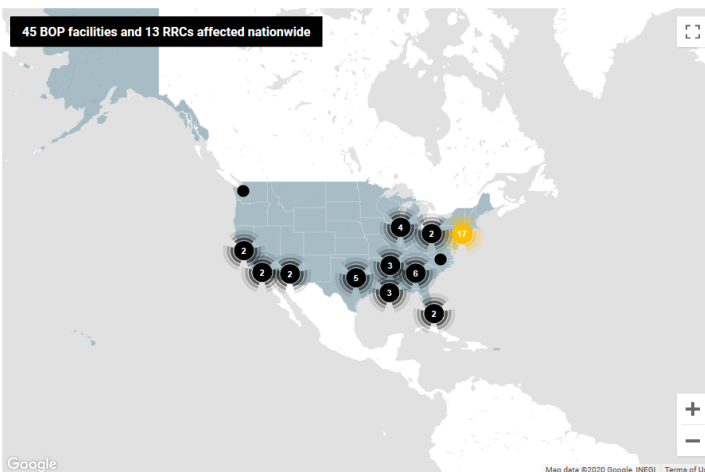 45 BOP facilities and 13 RRCs affected nationwide
4
2
17
2
3
2
2
5
6
3
2
Google
Map data ©2020 Google, INEGI
Terms of